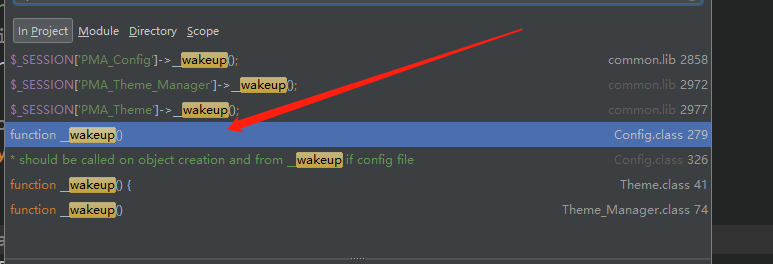 In Project Module Directory Scope
$_SESSION['PMA_Config']->__wakeup(); common.lib 2858
$_SESSION['PMA_Theme_Manager']->__wakeup(); common.lib 2972
$_SESSION['PMA_Theme']->__wakeup(); common.lib 2977
function __wakeup() Config.class 279
* should be called on object creation and from __wakeup if config file Config.class 326
function __wakeup() { Theme.class 41
function __wakeup() Theme_Manager.class 74